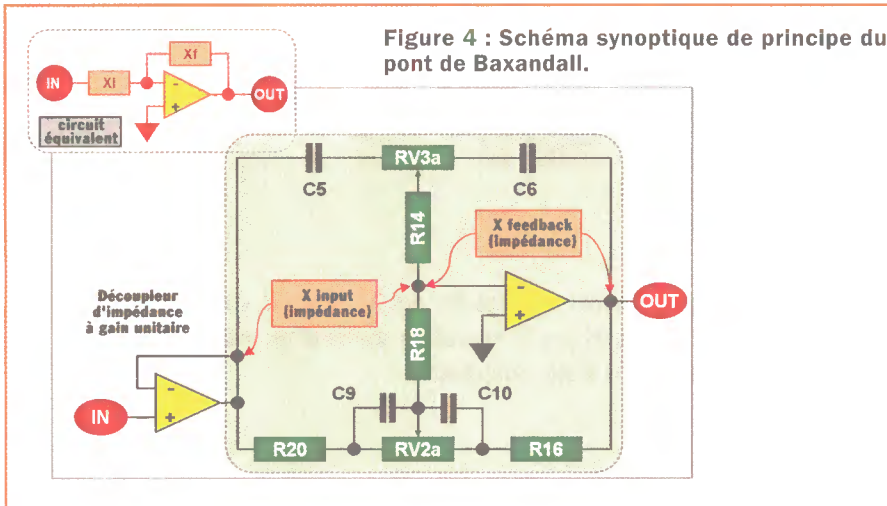 Figure 4 : Schéma synoptique de principe du
pont de Baxandall.
IN
XI
Xf
-
+
OUT
circuit
équivalent
C5
RV3a
C6
R14
X feedback
(impédance)
X input
(impédance)
Découpleur
d'impédance
à gain unitaire
-
+
OUT
R18
IN
-
+
C9
C10
R20
RV2a
R16